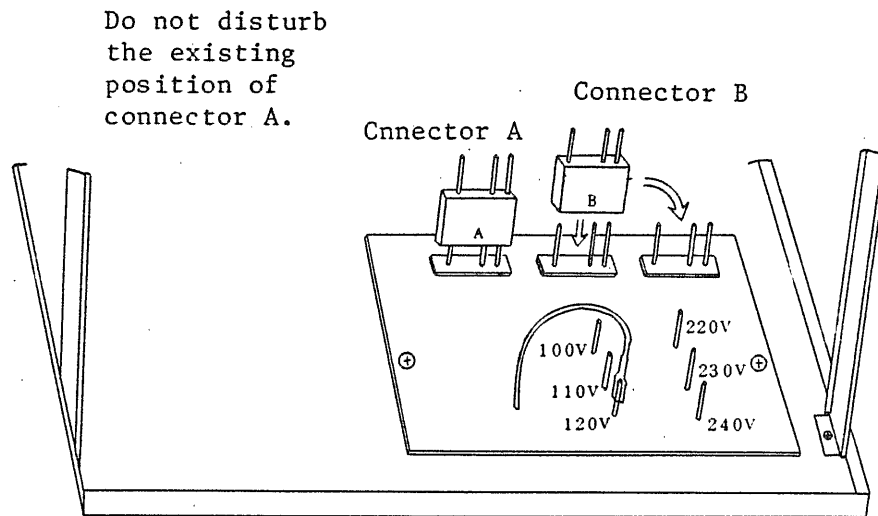 Do not disturb
the existing
position of
connector A.
Connector B
Cnnector A
B
A
220V
100V
230V
110V
120V
240V